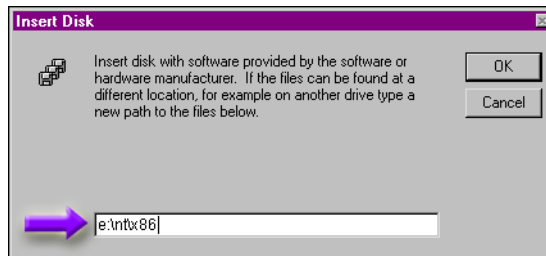 Insert Disk
Insert disk with software provided by the software or
hardware manufacturer. If the files can be found at a
different location, for example on another drive type a
new path to the files below.
OK
Cancel
e:\nt\x86